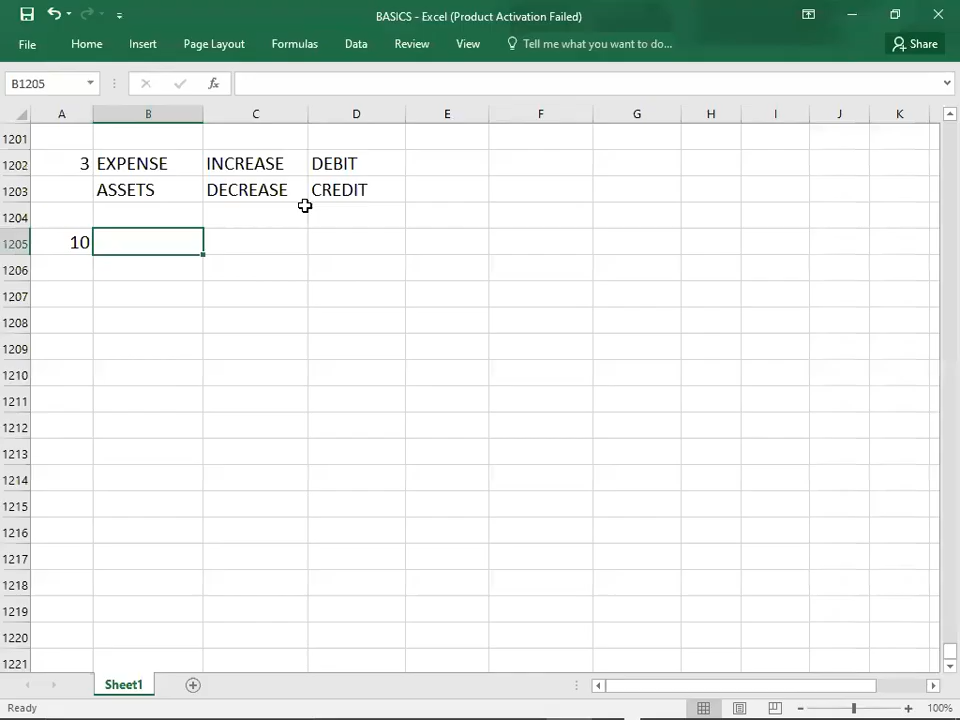 BASICS - Excel (Product Activation Failed)
File Home Insert Page Layout Formulas Data Review View Tell me what you want to do... Share
B1205 fx
A B C D E F G H I J K
1201
1202 3 EXPENSE INCREASE DEBIT
1203 ASSETS DECREASE CREDIT
1204
1205 10
1206
1207
1208
1209
1210
1211
1212
1213
1214
1215
1216
1217
1218
1219
1220
1221
Sheet1
Ready 100%